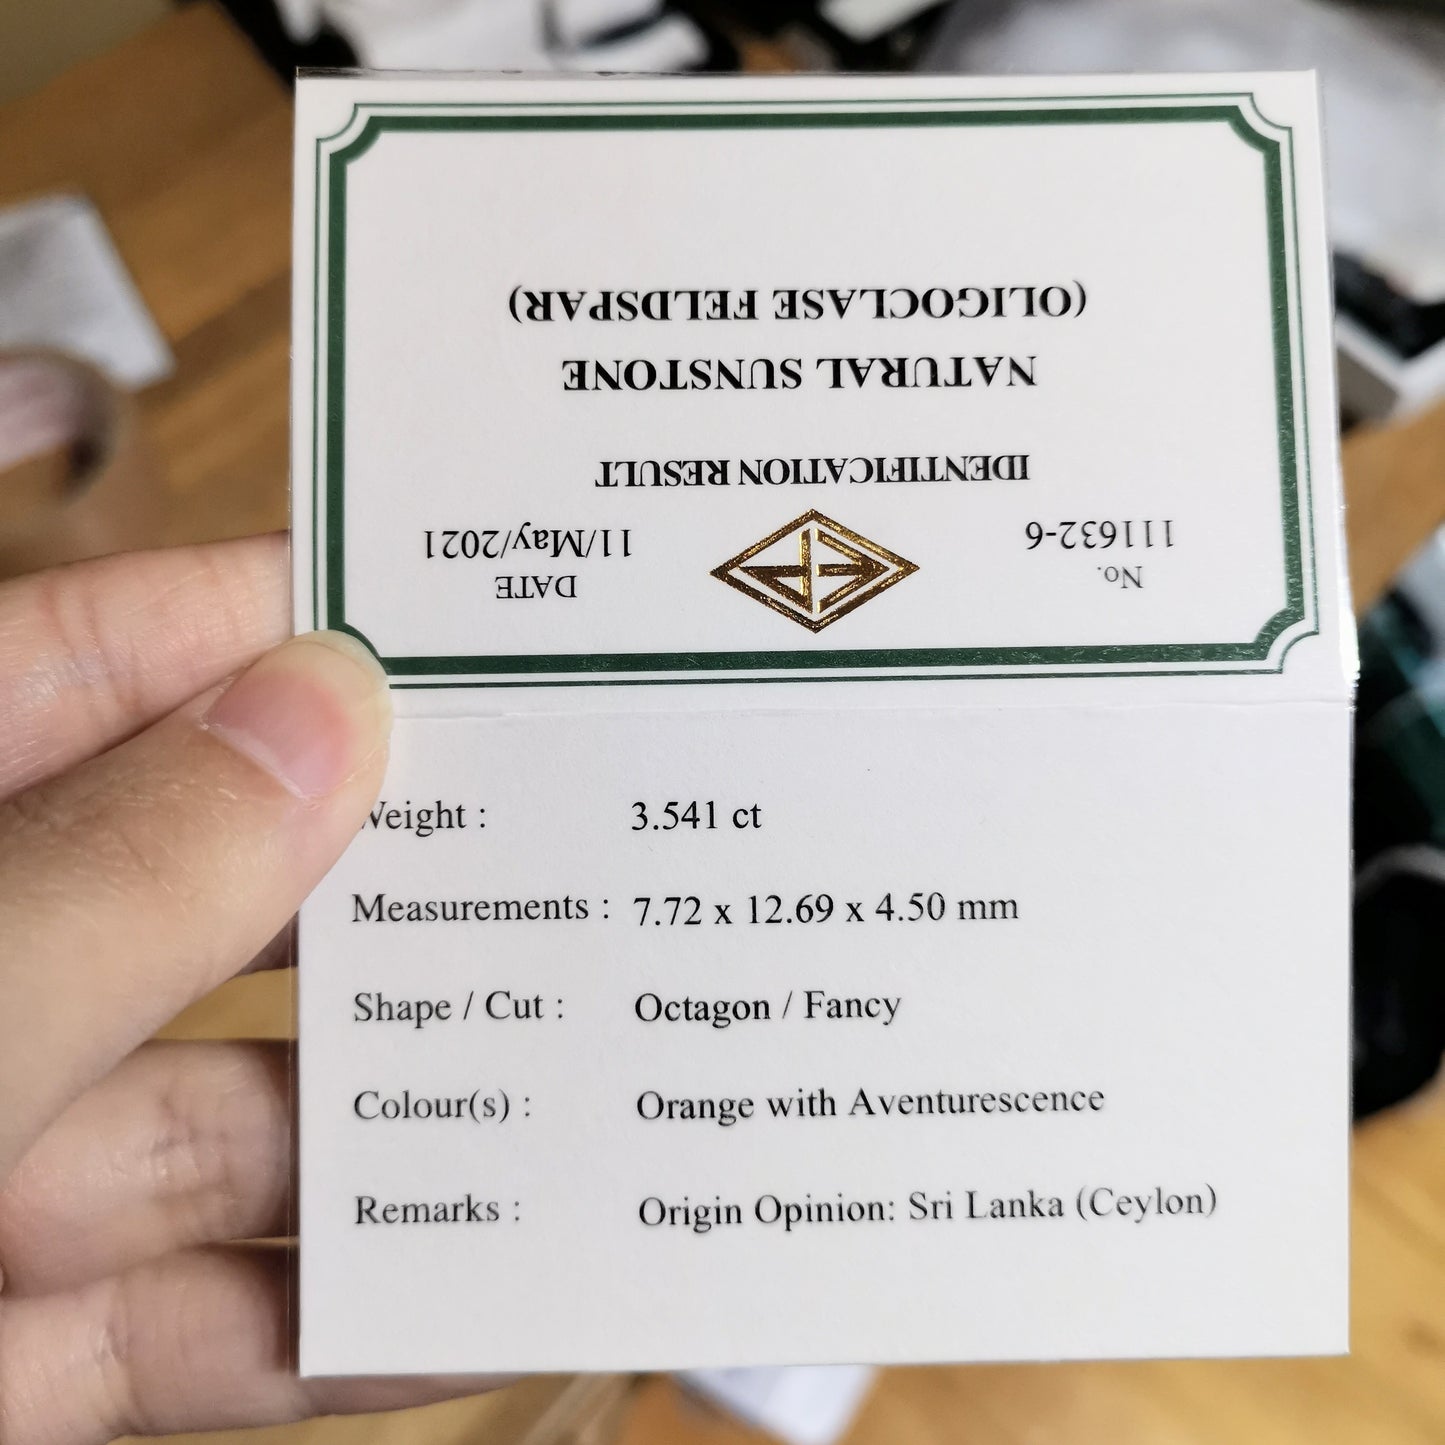 No.
111632-6
DATE
11/May/2021
IDENTIFICATION RESULT
NATURAL SUNSTONE
(OLIGOCLASE FELDSPAR)
Weight : 3.541 ct
Measurements : 7.72 x 12.69 x 4.50 mm
Shape / Cut : Octagon / Fancy
Colour(s) : Orange with Aventurescence
Remarks : Origin Opinion: Sri Lanka (Ceylon)